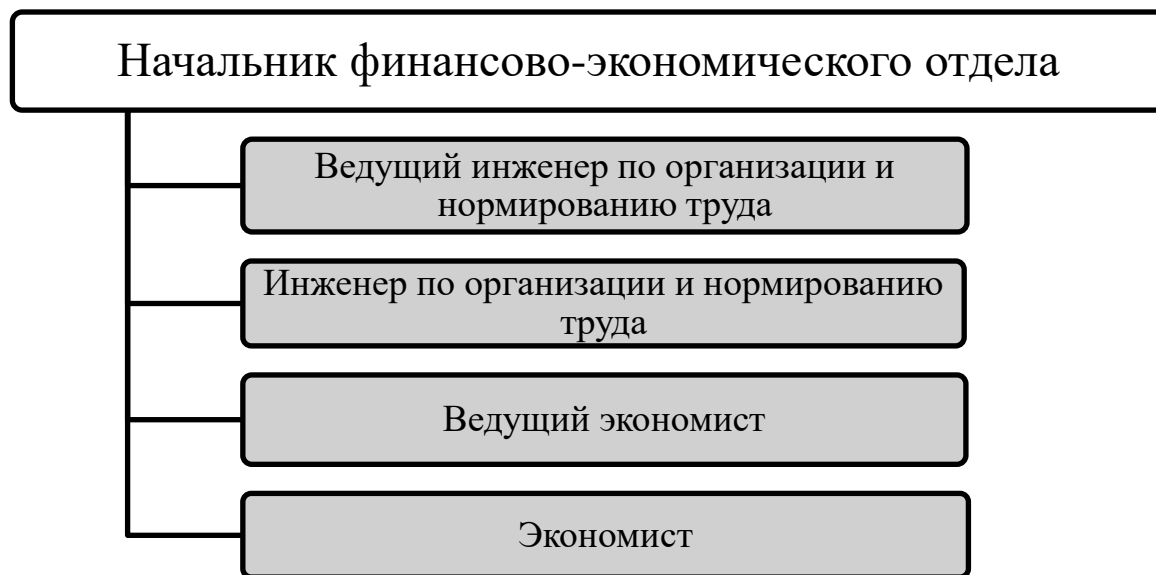 Начальник финансово-экономического отдела
Ведущий инженер по организации и
нормированию труда
Инженер по организации и нормированию
труда
Ведущий экономист
Экономист